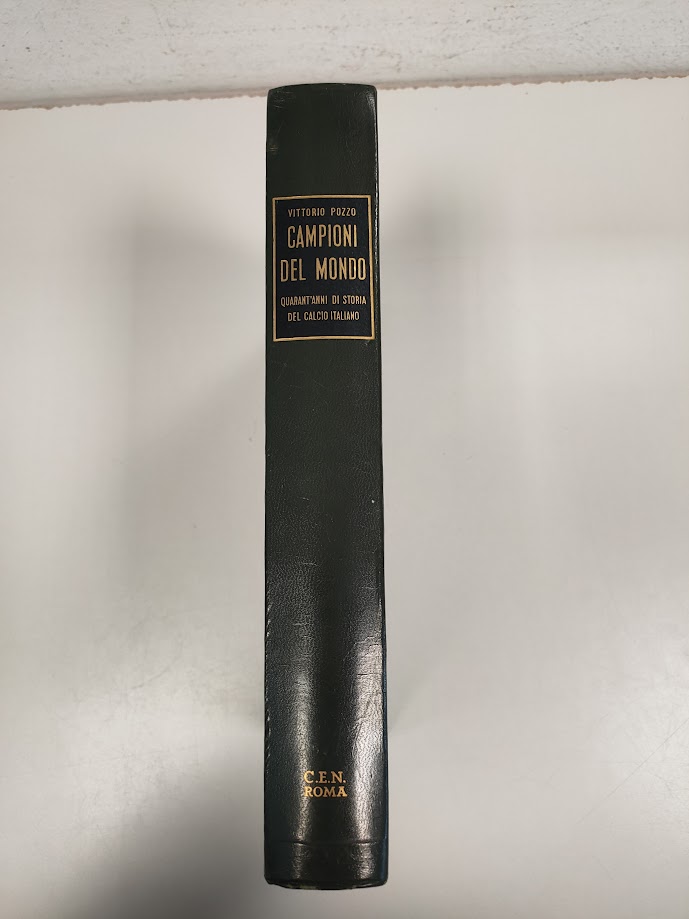 VITTORIO POZZO
CAMPIONI
DEL MONDO
QUARANT'ANNI DI STORIA
DEL CALCIO ITALIANO
C.E.N.
ROMA